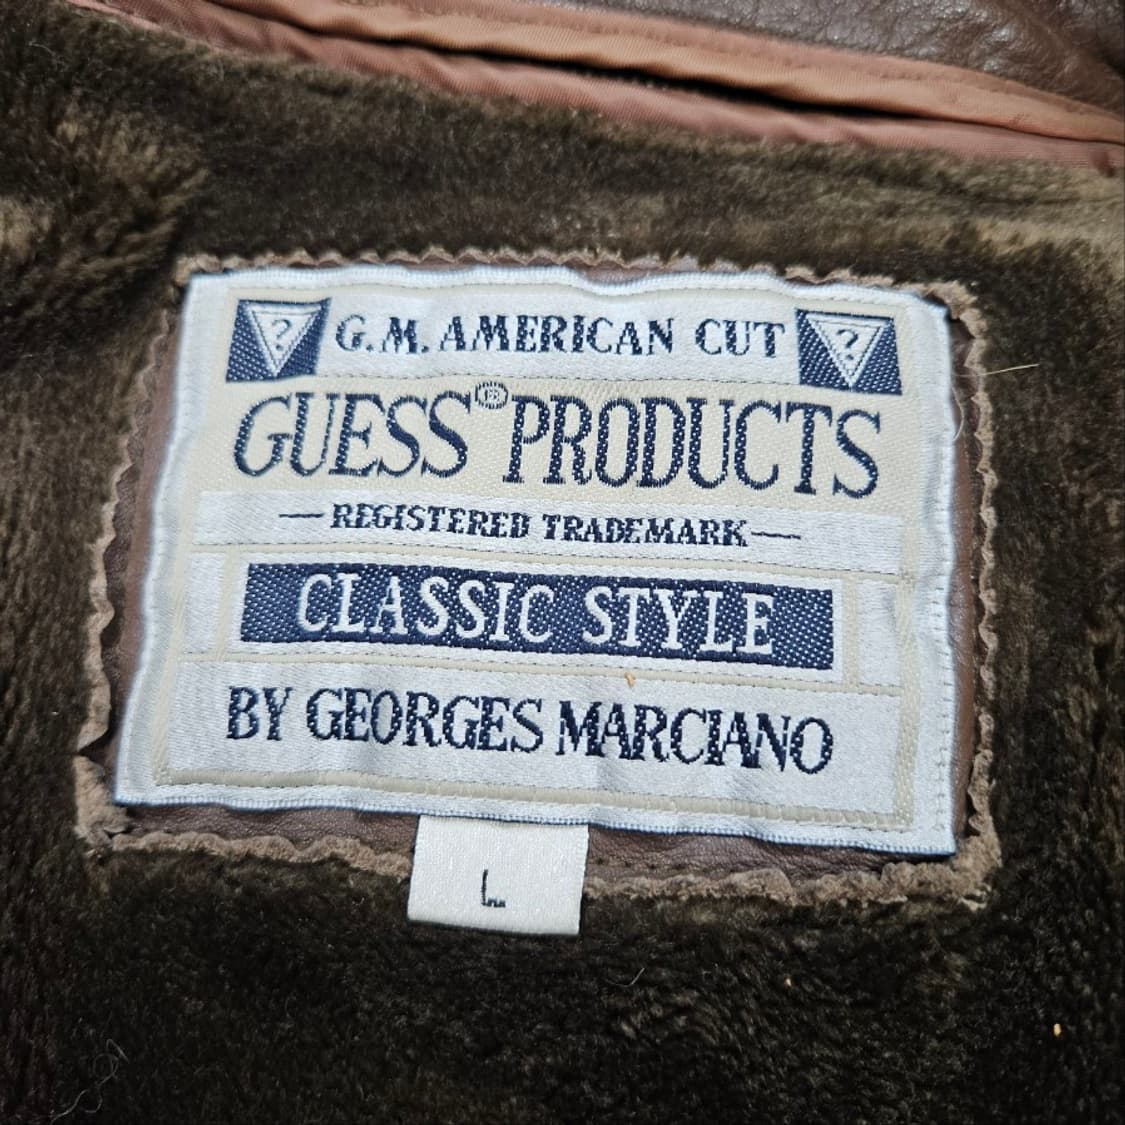 ? G.M. AMERICAN CUT ?
GUESS® PRODUCTS
—REGISTERED TRADEMARK—
CLASSIC STYLE
BY GEORGES MARCIANO
L